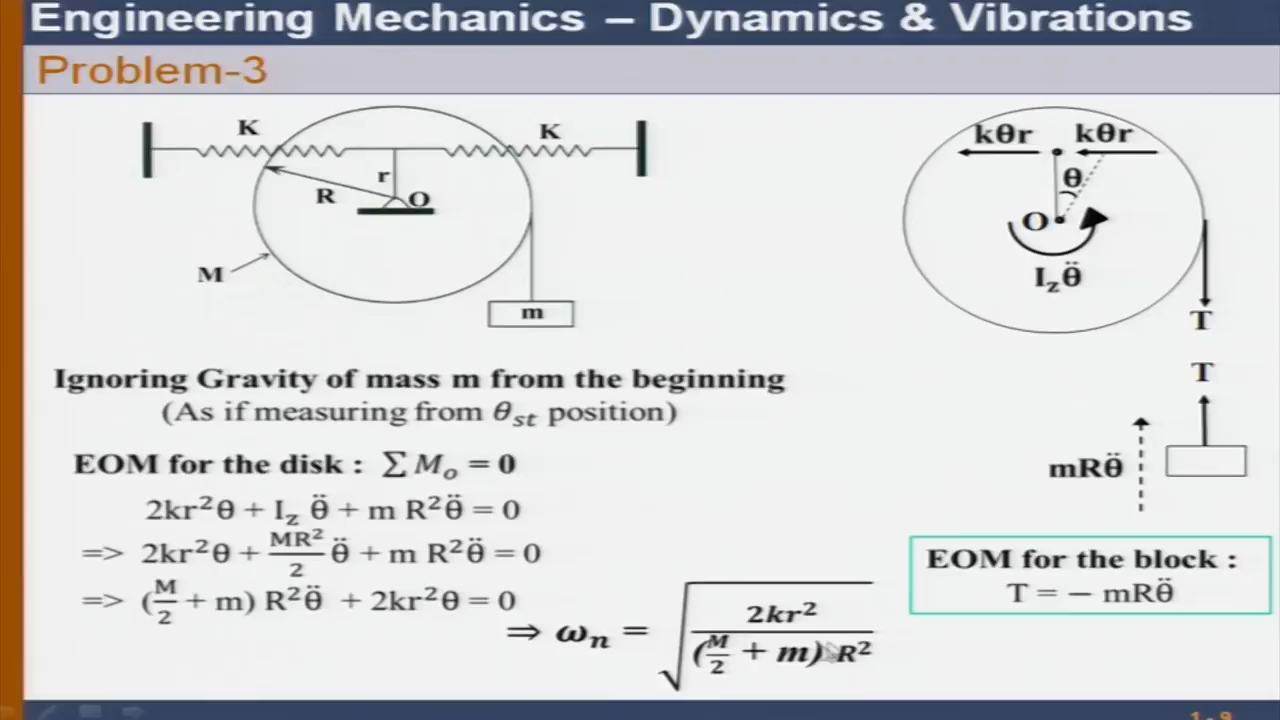 Engineering Mechanics – Dynamics & Vibrations
Problem-3
K
K
r
R
O
M
m
kθr kθr
θ
O
I_z θ̈
T
T
mRθ̈
Ignoring Gravity of mass m from the beginning
(As if measuring from θ_st position)
EOM for the disk : ∑ M_o = 0
2kr²θ + I_z θ̈ + m R²θ̈ = 0
=> 2kr²θ + MR²/2 θ̈ + m R²θ̈ = 0
=> (M/2 + m) R²θ̈ + 2kr²θ = 0
⇒ ω_n = √(2kr² / (M/2 + m) R²)
EOM for the block :
T = − mRθ̈
1 - 9